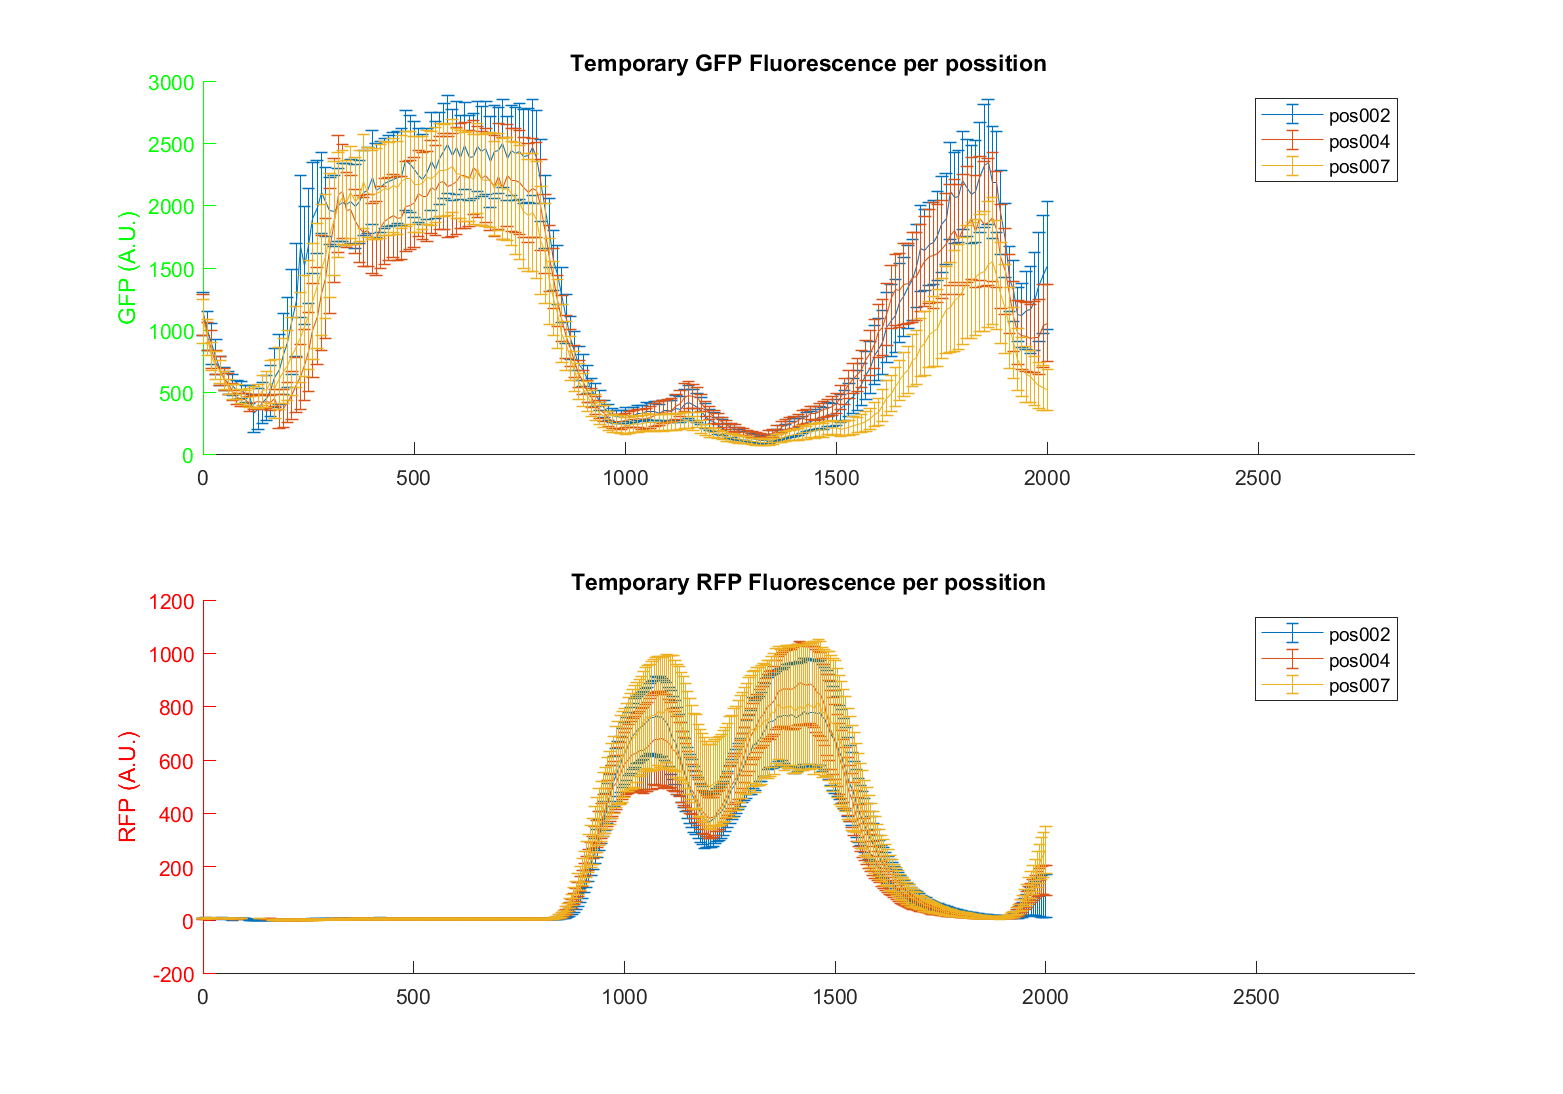 Temporary GFP Fluorescence per possition
3000
2500
2000
1500
1000
500
0
GFP (A.U.)
0 500 1000 1500 2000 2500
pos002
pos004
pos007
Temporary RFP Fluorescence per possition
1200
1000
800
600
400
200
0
-200
RFP (A.U.)
0 500 1000 1500 2000 2500
pos002
pos004
pos007